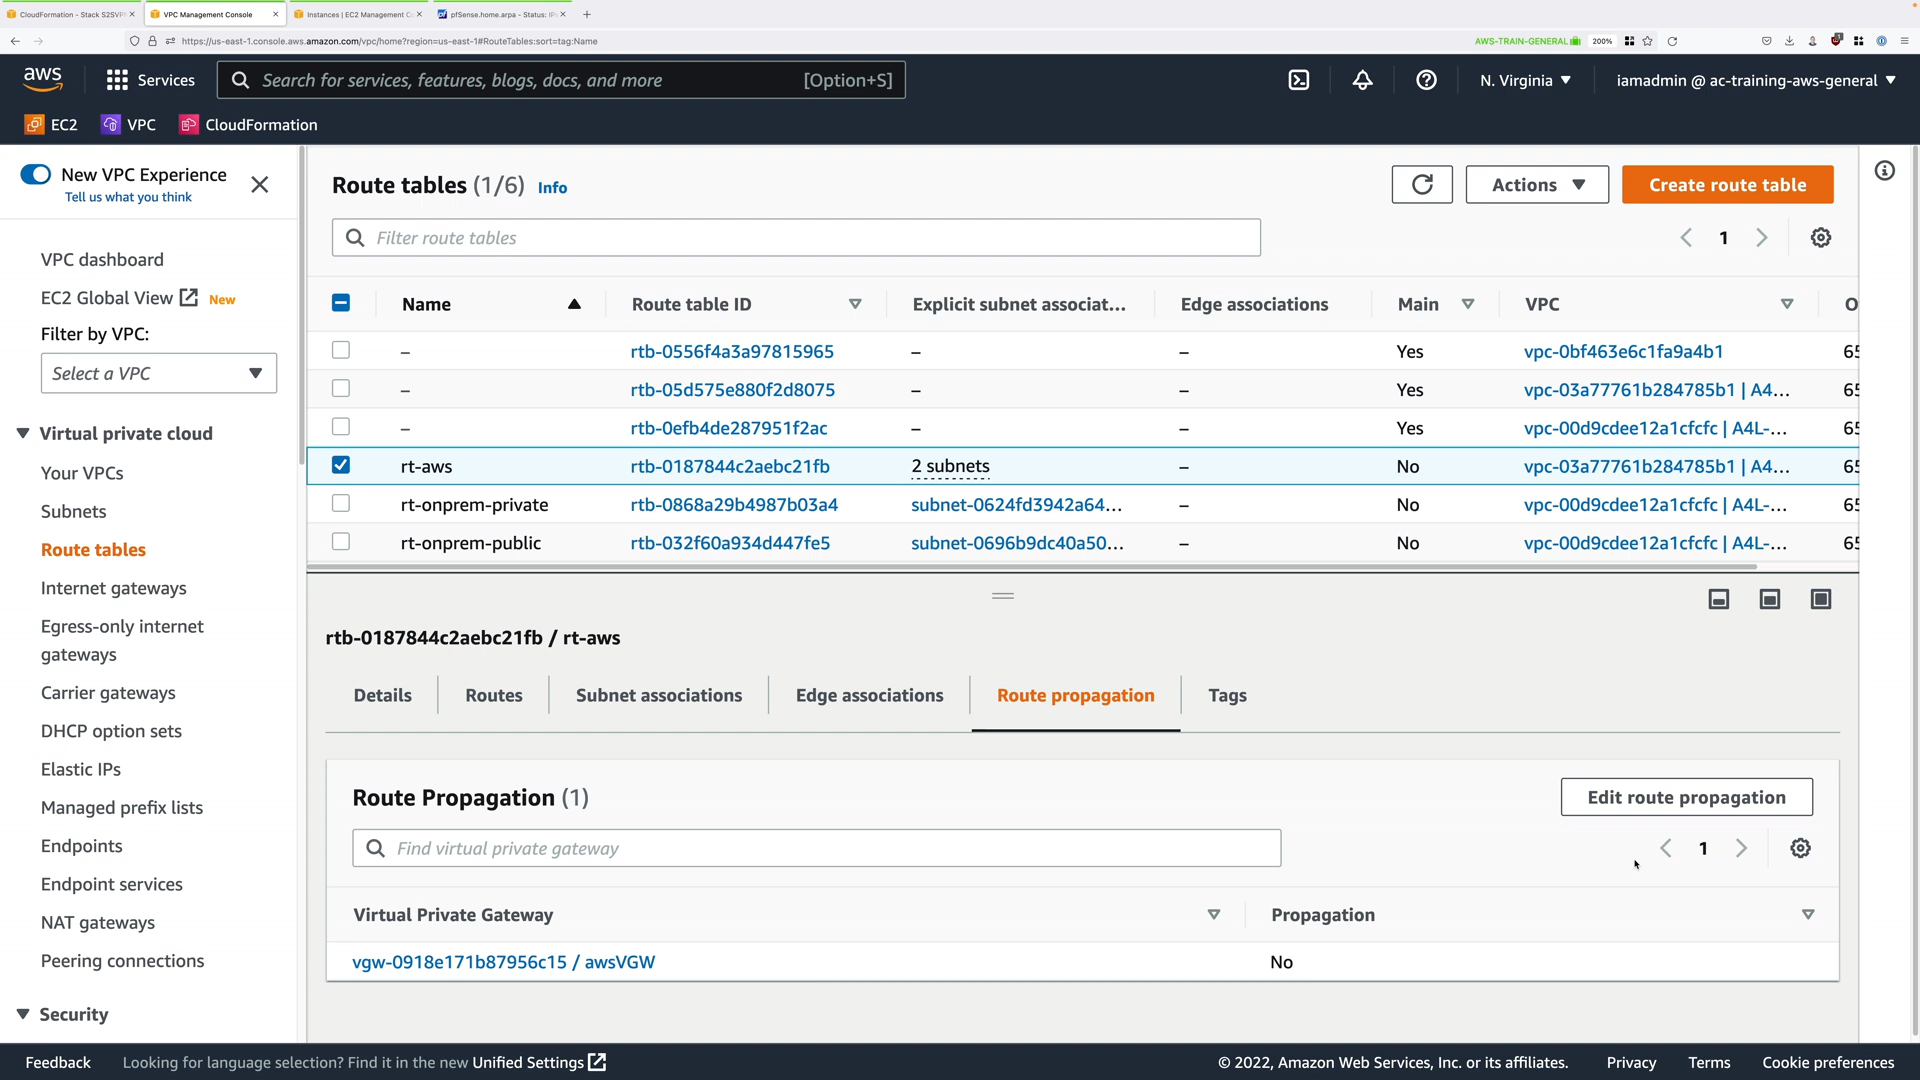 CloudFormation - Stack S2SVPN
VPC Management Console
Instances | EC2 Management Co
pfSense.home.arpa - Status: IPs
https://us-east-1.console.aws.amazon.com/vpc/home?region=us-east-1#RouteTables:sort=tag:Name
AWS-TRAIN-GENERAL
200%
aws
Services
Search for services, features, blogs, docs, and more
[Option+S]
N. Virginia
iamadmin @ ac-training-aws-general
EC2
VPC
CloudFormation
New VPC Experience
Tell us what you think
VPC dashboard
EC2 Global View New
Filter by VPC:
Select a VPC
Virtual private cloud
Your VPCs
Subnets
Route tables
Internet gateways
Egress-only internet
gateways
Carrier gateways
DHCP option sets
Elastic IPs
Managed prefix lists
Endpoints
Endpoint services
NAT gateways
Peering connections
Security
Route tables (1/6) Info
Actions
Create route table
Filter route tables
1
Name Route table ID Explicit subnet associat... Edge associations Main VPC O
– rtb-0556f4a3a97815965 – – Yes vpc-0bf463e6c1fa9a4b1 65
– rtb-05d575e880f2d8075 – – Yes vpc-03a77761b284785b1 | A4... 65
– rtb-0efb4de287951f2ac – – Yes vpc-00d9cdee12a1cfcfc | A4L-... 65
rt-aws rtb-0187844c2aebc21fb 2 subnets – No vpc-03a77761b284785b1 | A4... 65
rt-onprem-private rtb-0868a29b4987b03a4 subnet-0624fd3942a64... – No vpc-00d9cdee12a1cfcfc | A4L-... 65
rt-onprem-public rtb-032f60a934d447fe5 subnet-0696b9dc40a50... – No vpc-00d9cdee12a1cfcfc | A4L-... 65
rtb-0187844c2aebc21fb / rt-aws
Details
Routes
Subnet associations
Edge associations
Route propagation
Tags
Route Propagation (1)
Edit route propagation
Find virtual private gateway
1
Virtual Private Gateway Propagation
vgw-0918e171b87956c15 / awsVGW No
Feedback
Looking for language selection? Find it in the new Unified Settings
© 2022, Amazon Web Services, Inc. or its affiliates.
Privacy
Terms
Cookie preferences